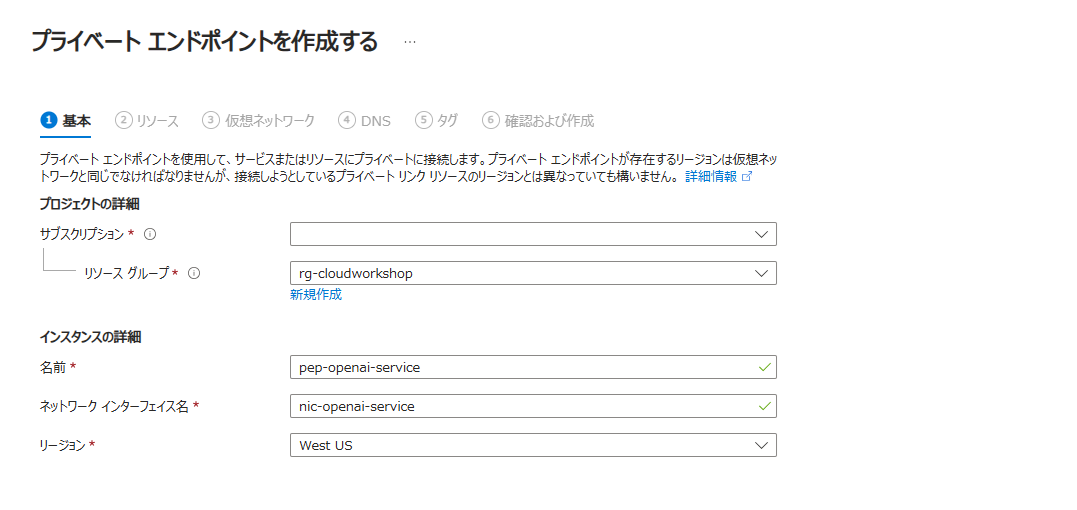 プライベート エンドポイントを作成する ...
1 基本 2 リソース 3 仮想ネットワーク 4 DNS 5 タグ 6 確認および作成
プライベート エンドポイントを使用して、サービスまたはリソースにプライベートに接続します。プライベート エンドポイントが存在するリージョンは仮想ネッ
トワークと同じでなければなりませんが、接続しようとしているプライベート リンク リソースのリージョンとは異なっていても構いません。 詳細情報
プロジェクトの詳細
サブスクリプション *
リソース グループ * rg-cloudworkshop
新規作成
インスタンスの詳細
名前 * pep-openai-service
ネットワーク インターフェイス名 * nic-openai-service
リージョン * West US